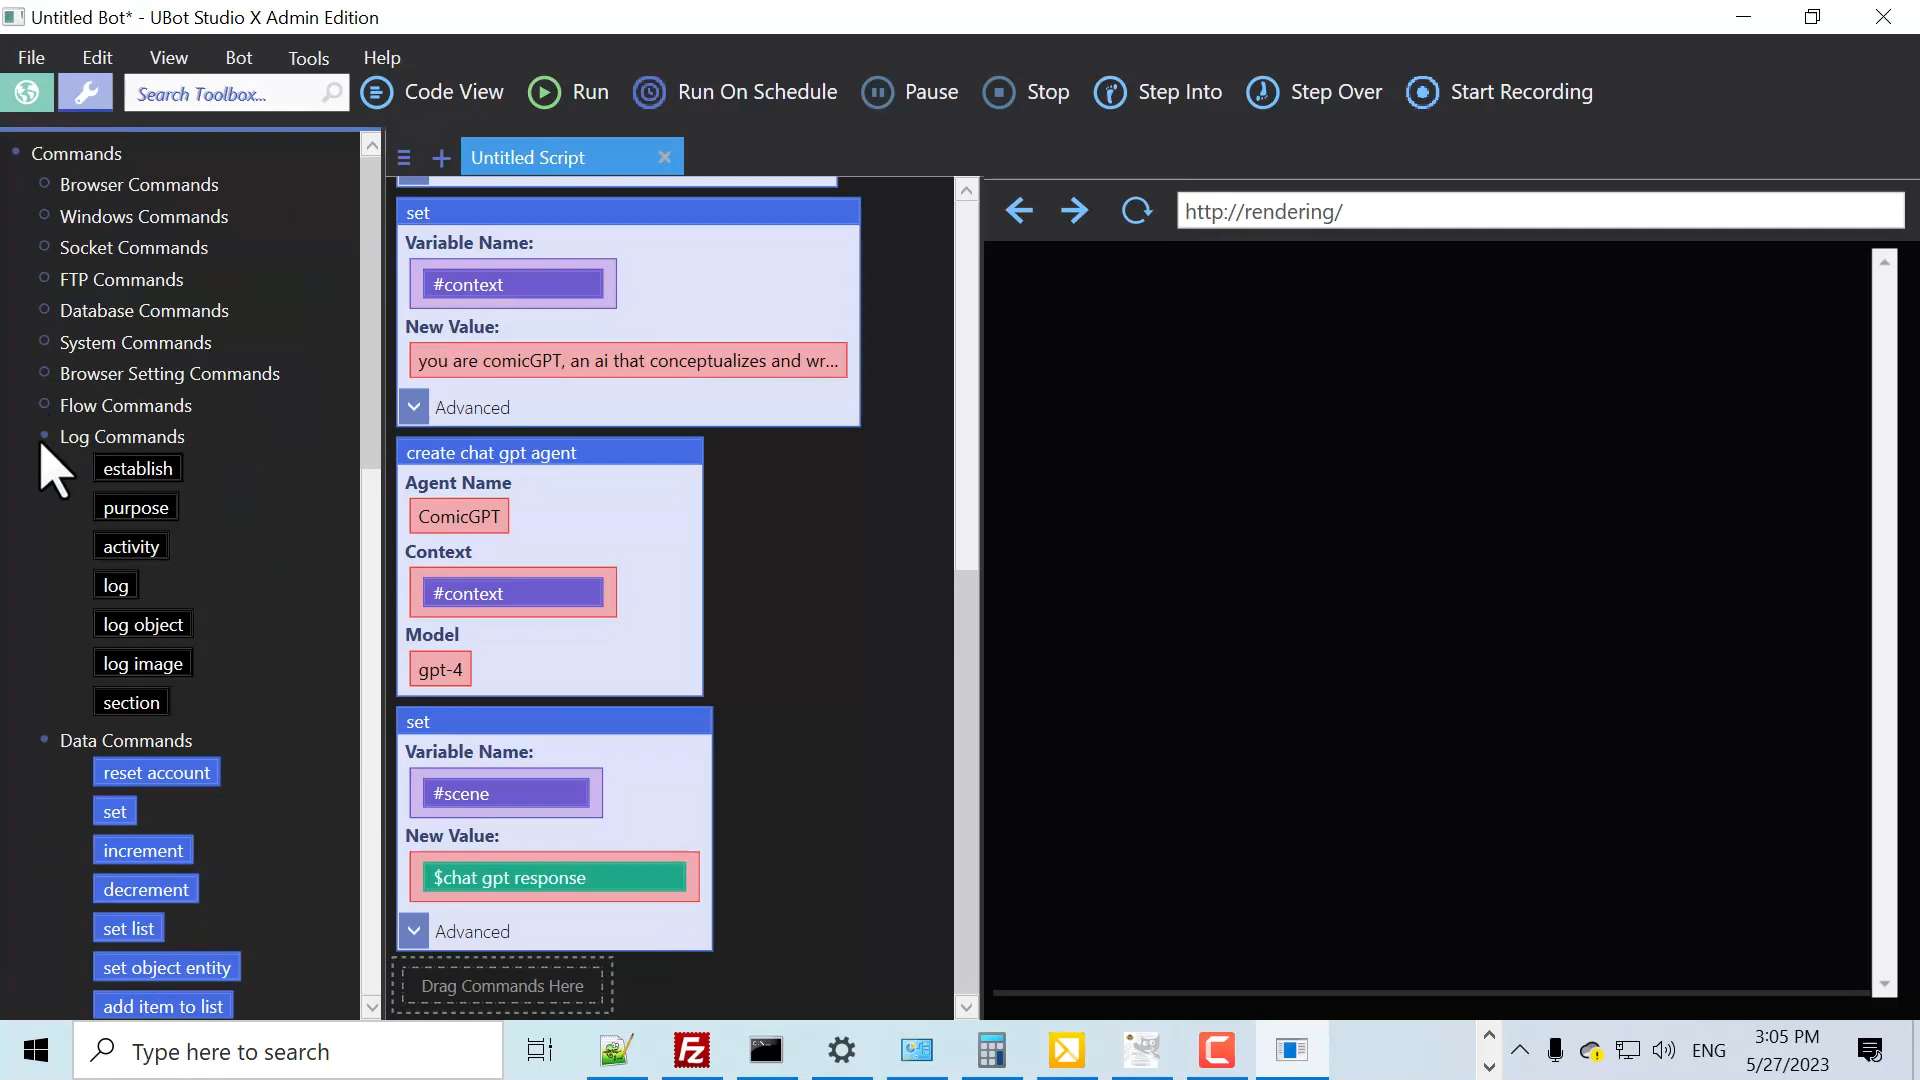 Untitled Bot* - UBot Studio X Admin Edition
File Edit View Bot Tools Help
Search Toolbox...
Code View Run Run On Schedule Pause Stop Step Into Step Over Start Recording
Commands
Browser Commands
Windows Commands
Socket Commands
FTP Commands
Database Commands
System Commands
Browser Setting Commands
Flow Commands
Log Commands
establish
purpose
activity
log
log object
log image
section
Data Commands
reset account
set
increment
decrement
set list
set object entity
add item to list
Untitled Script
set
Variable Name:
#context
New Value:
you are comicGPT, an ai that conceptualizes and wr...
Advanced
create chat gpt agent
Agent Name
ComicGPT
Context
#context
Model
gpt-4
set
Variable Name:
#scene
New Value:
$chat gpt response
Advanced
Drag Commands Here
http://rendering/
Type here to search
ENG
3:05 PM
5/27/2023